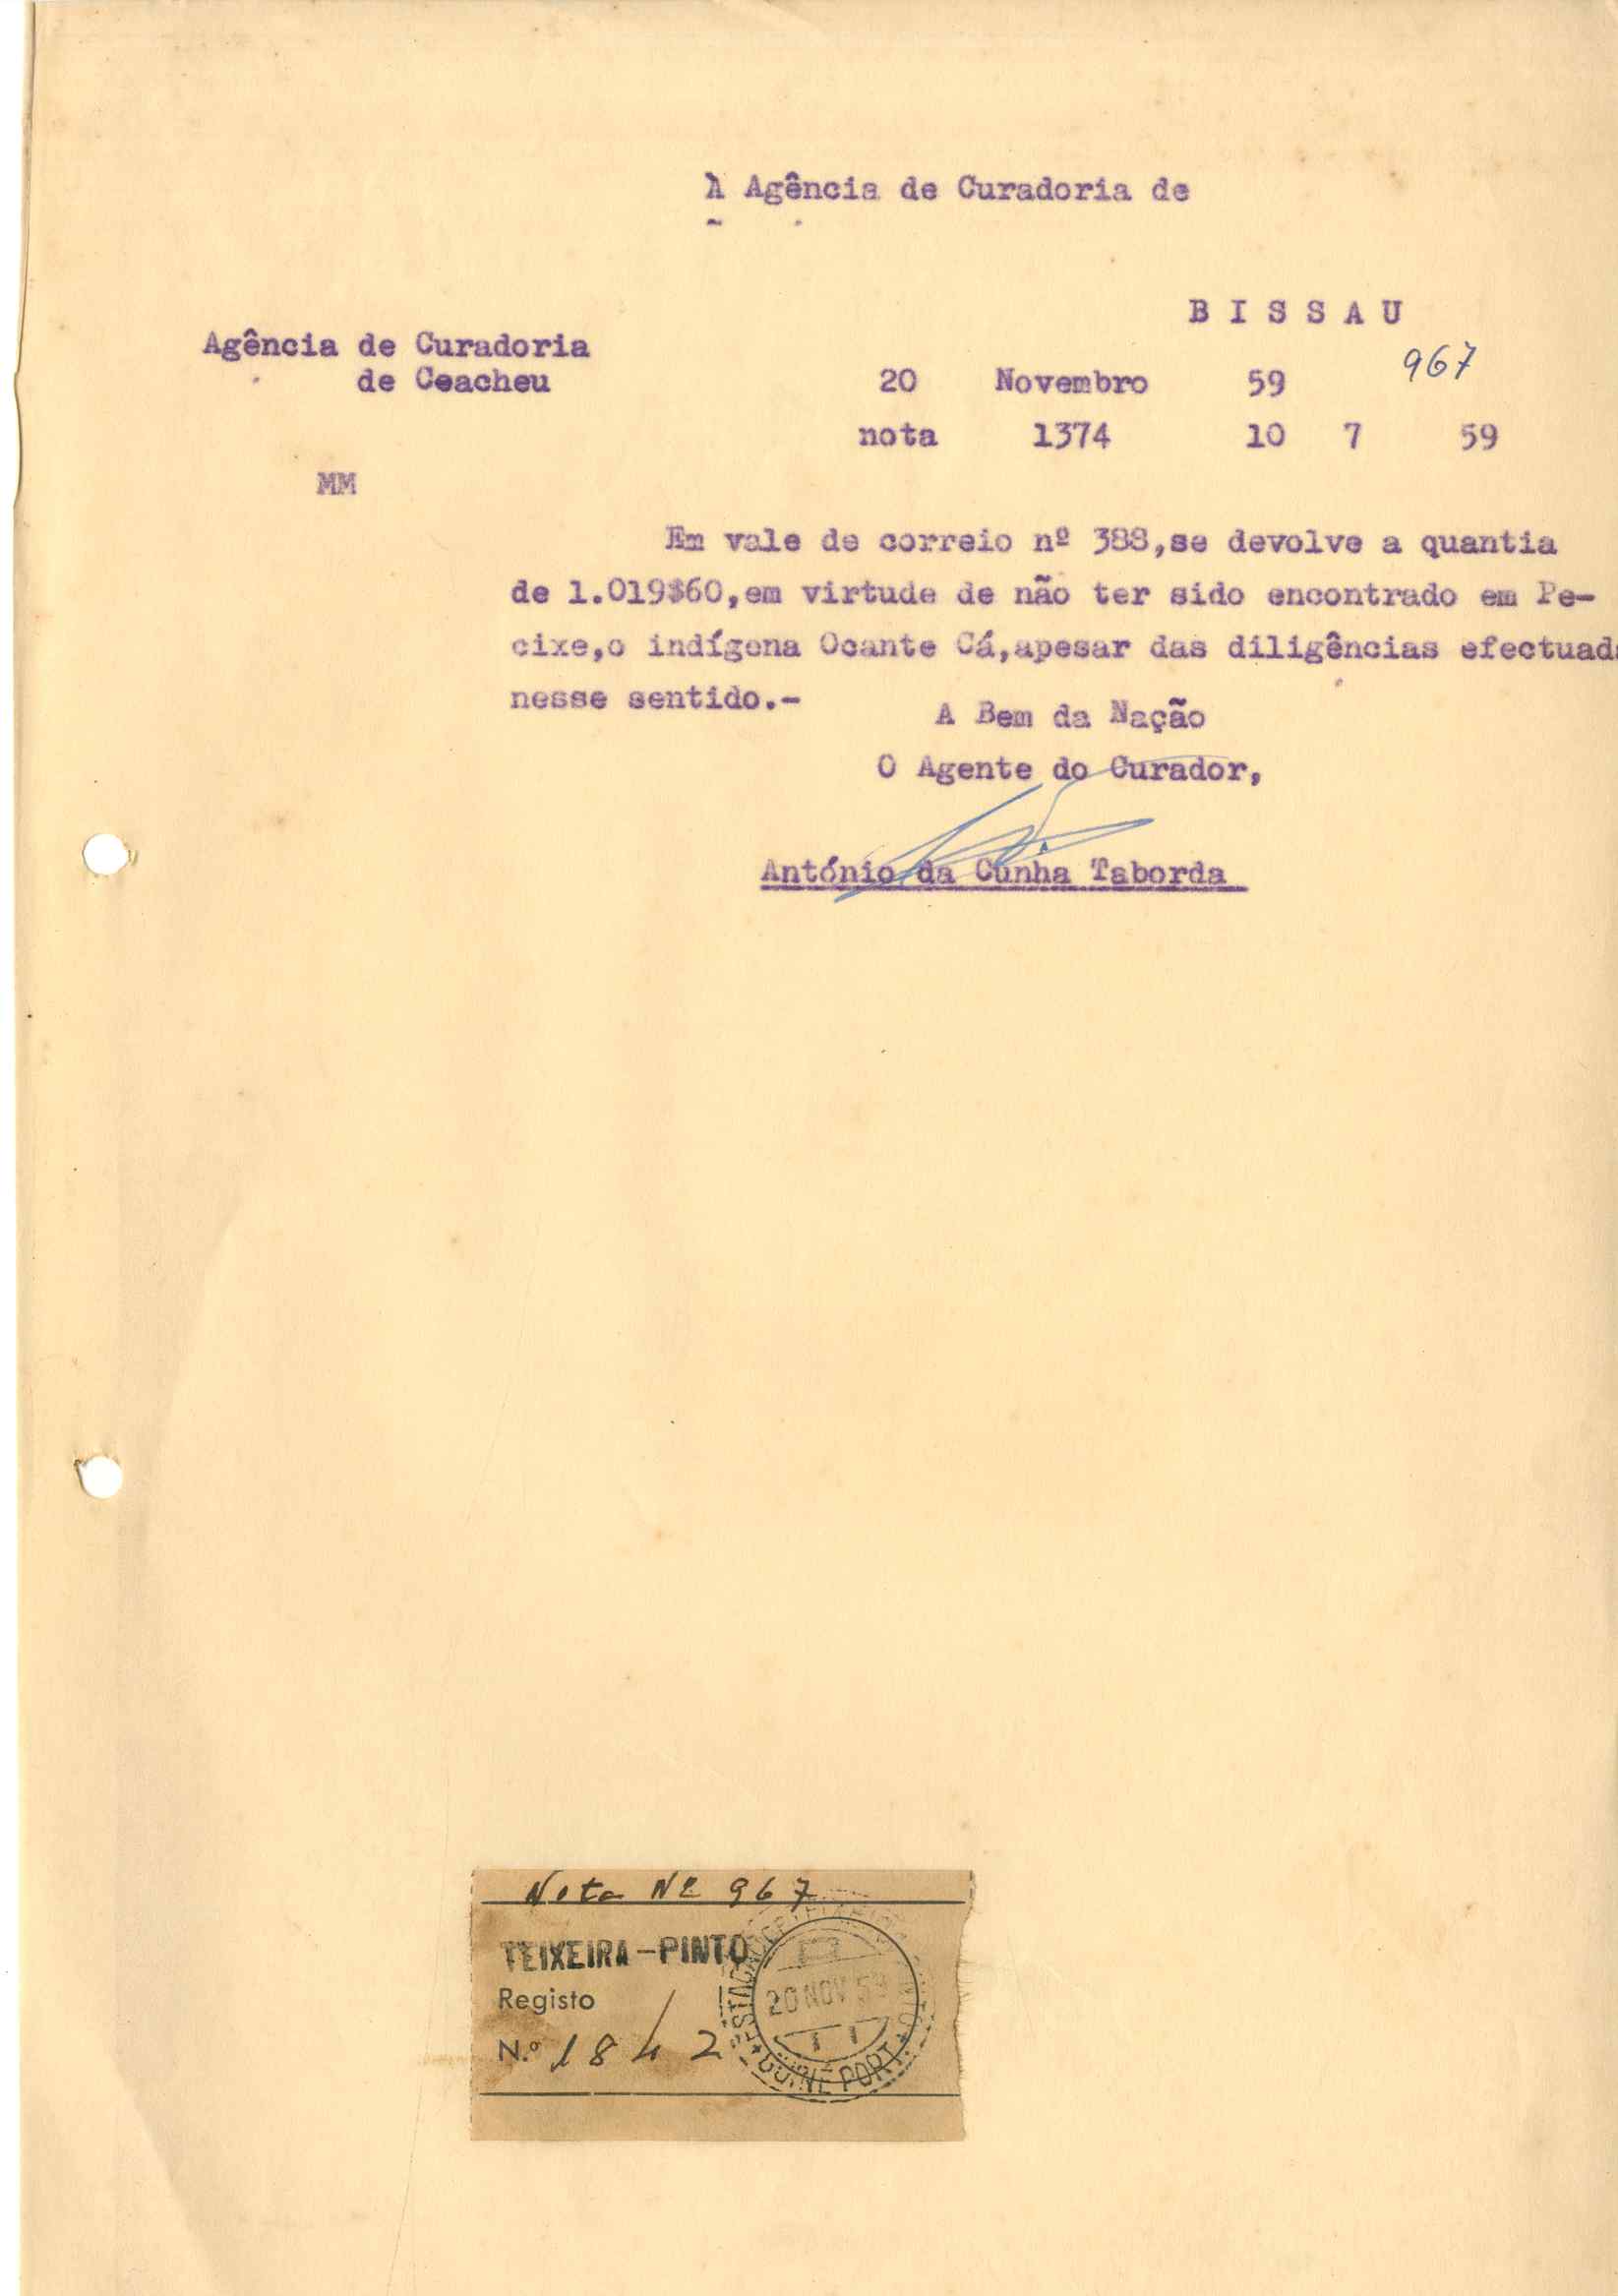 À Agência de Curadoria de
B I S S A U
Agência de Curadoria
de Ceacheu
967
20 Novembro 59
nota 1374 10 7 59
MM
Em vale de correio nº 388,se devolve a quantia
de 1.019$60,em virtude de não ter sido encontrado em Pe-
cixe,o indígena Ocante Cá,apesar das diligências efectuad
nesse sentido.-
A Bem da Nação
O Agente do Curador,
António da Cunha Taborda
Nota Nº 967
TEIXEIRA-PINTO
Registo
N.º 1842
20 NOV 59
GUINÉ PORT.